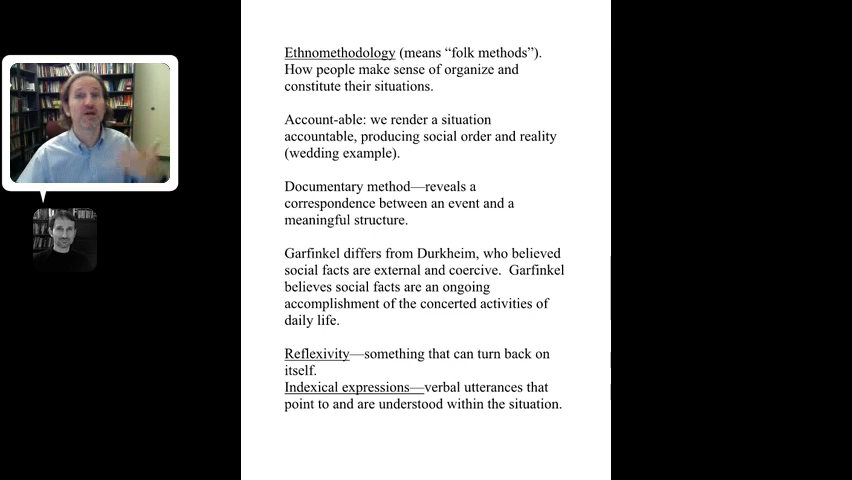 Ethnomethodology (means “folk methods”).
How people make sense of organize and
constitute their situations.
Account-able: we render a situation
accountable, producing social order and reality
(wedding example).
Documentary method—reveals a
correspondence between an event and a
meaningful structure.
Garfinkel differs from Durkheim, who believed
social facts are external and coercive.  Garfinkel
believes social facts are an ongoing
accomplishment of the concerted activities of
daily life.
Reflexivity—something that can turn back on
itself.
Indexical expressions—verbal utterances that
point to and are understood within the situation.